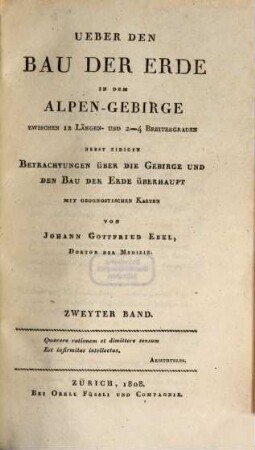 UEBER DEN
BAU DER ERDE
IN DEM
ALPEN-GEBIRGE
ZWISCHEN 12 LÄNGEN- UND 2—4 BREITEGRADEN
NEBST EINIGEN
BETRACHTUNGEN ÜBER DIE GEBIRGE UND
DEN BAU DER ERDE ÜBERHAUPT
MIT GEOGNOSTISCHEN KARTEN
VON
JOHANN GOTTFRIED EBEL,
DOKTOR DER MEDIZIN.
ZWEYTER BAND.
Quaerere rationem et dimittere sensum
Est infirmitas intellectus.
ARISTOTELES.
ZÜRICH, 1808.
BEI ORELL FÜSSLI UND COMPAGNIE.